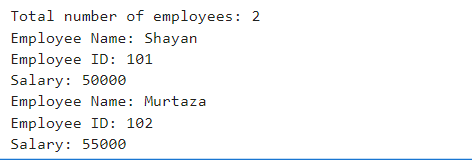 Total number of employees: 2
Employee Name: Shayan
Employee ID: 101
Salary: 50000
Employee Name: Murtaza
Employee ID: 102
Salary: 55000